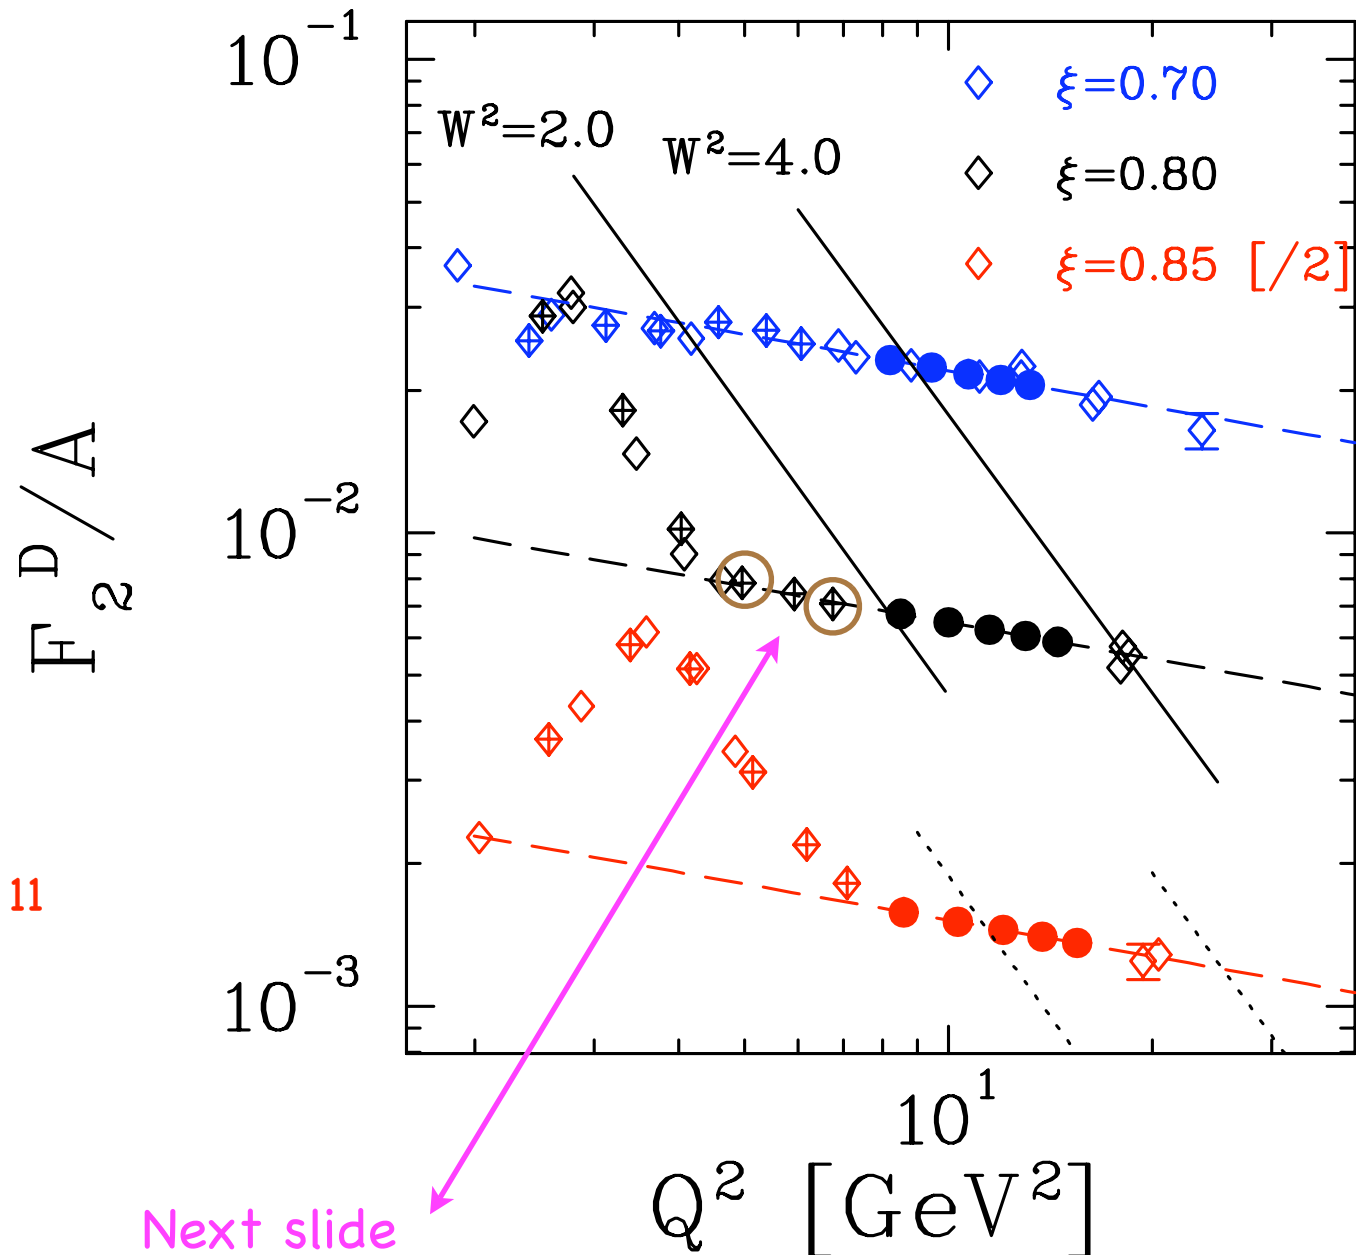 10⁻¹
ξ=0.70
W²=2.0
W²=4.0
ξ=0.80
ξ=0.85 [/2]
10⁻²
F₂ᴰ/A
11
10⁻³
10¹
Q² [GeV²]
Next slide